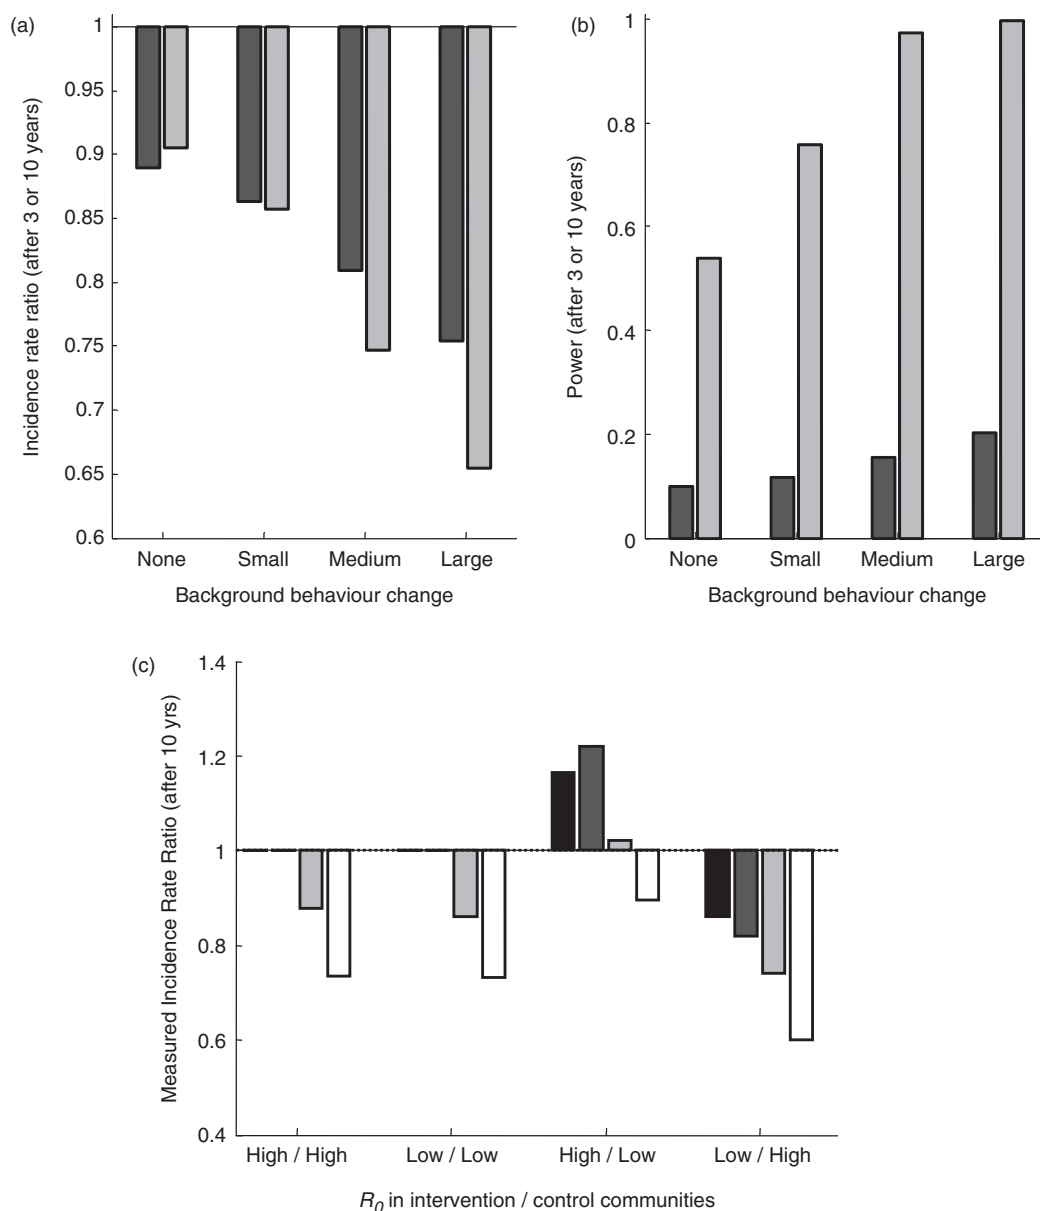 (a)
Incidence rate ratio (after 3 or 10 years)
1
0.95
0.9
0.85
0.8
0.75
0.7
0.65
0.6
None Small Medium Large
Background behaviour change
(b)
Power (after 3 or 10 years)
1
0.8
0.6
0.4
0.2
0
None Small Medium Large
Background behaviour change
(c)
Measured Incidence Rate Ratio (after 10 yrs)
1.4
1.2
1
0.8
0.6
0.4
High / High Low / Low High / Low Low / High
R0 in intervention / control communities